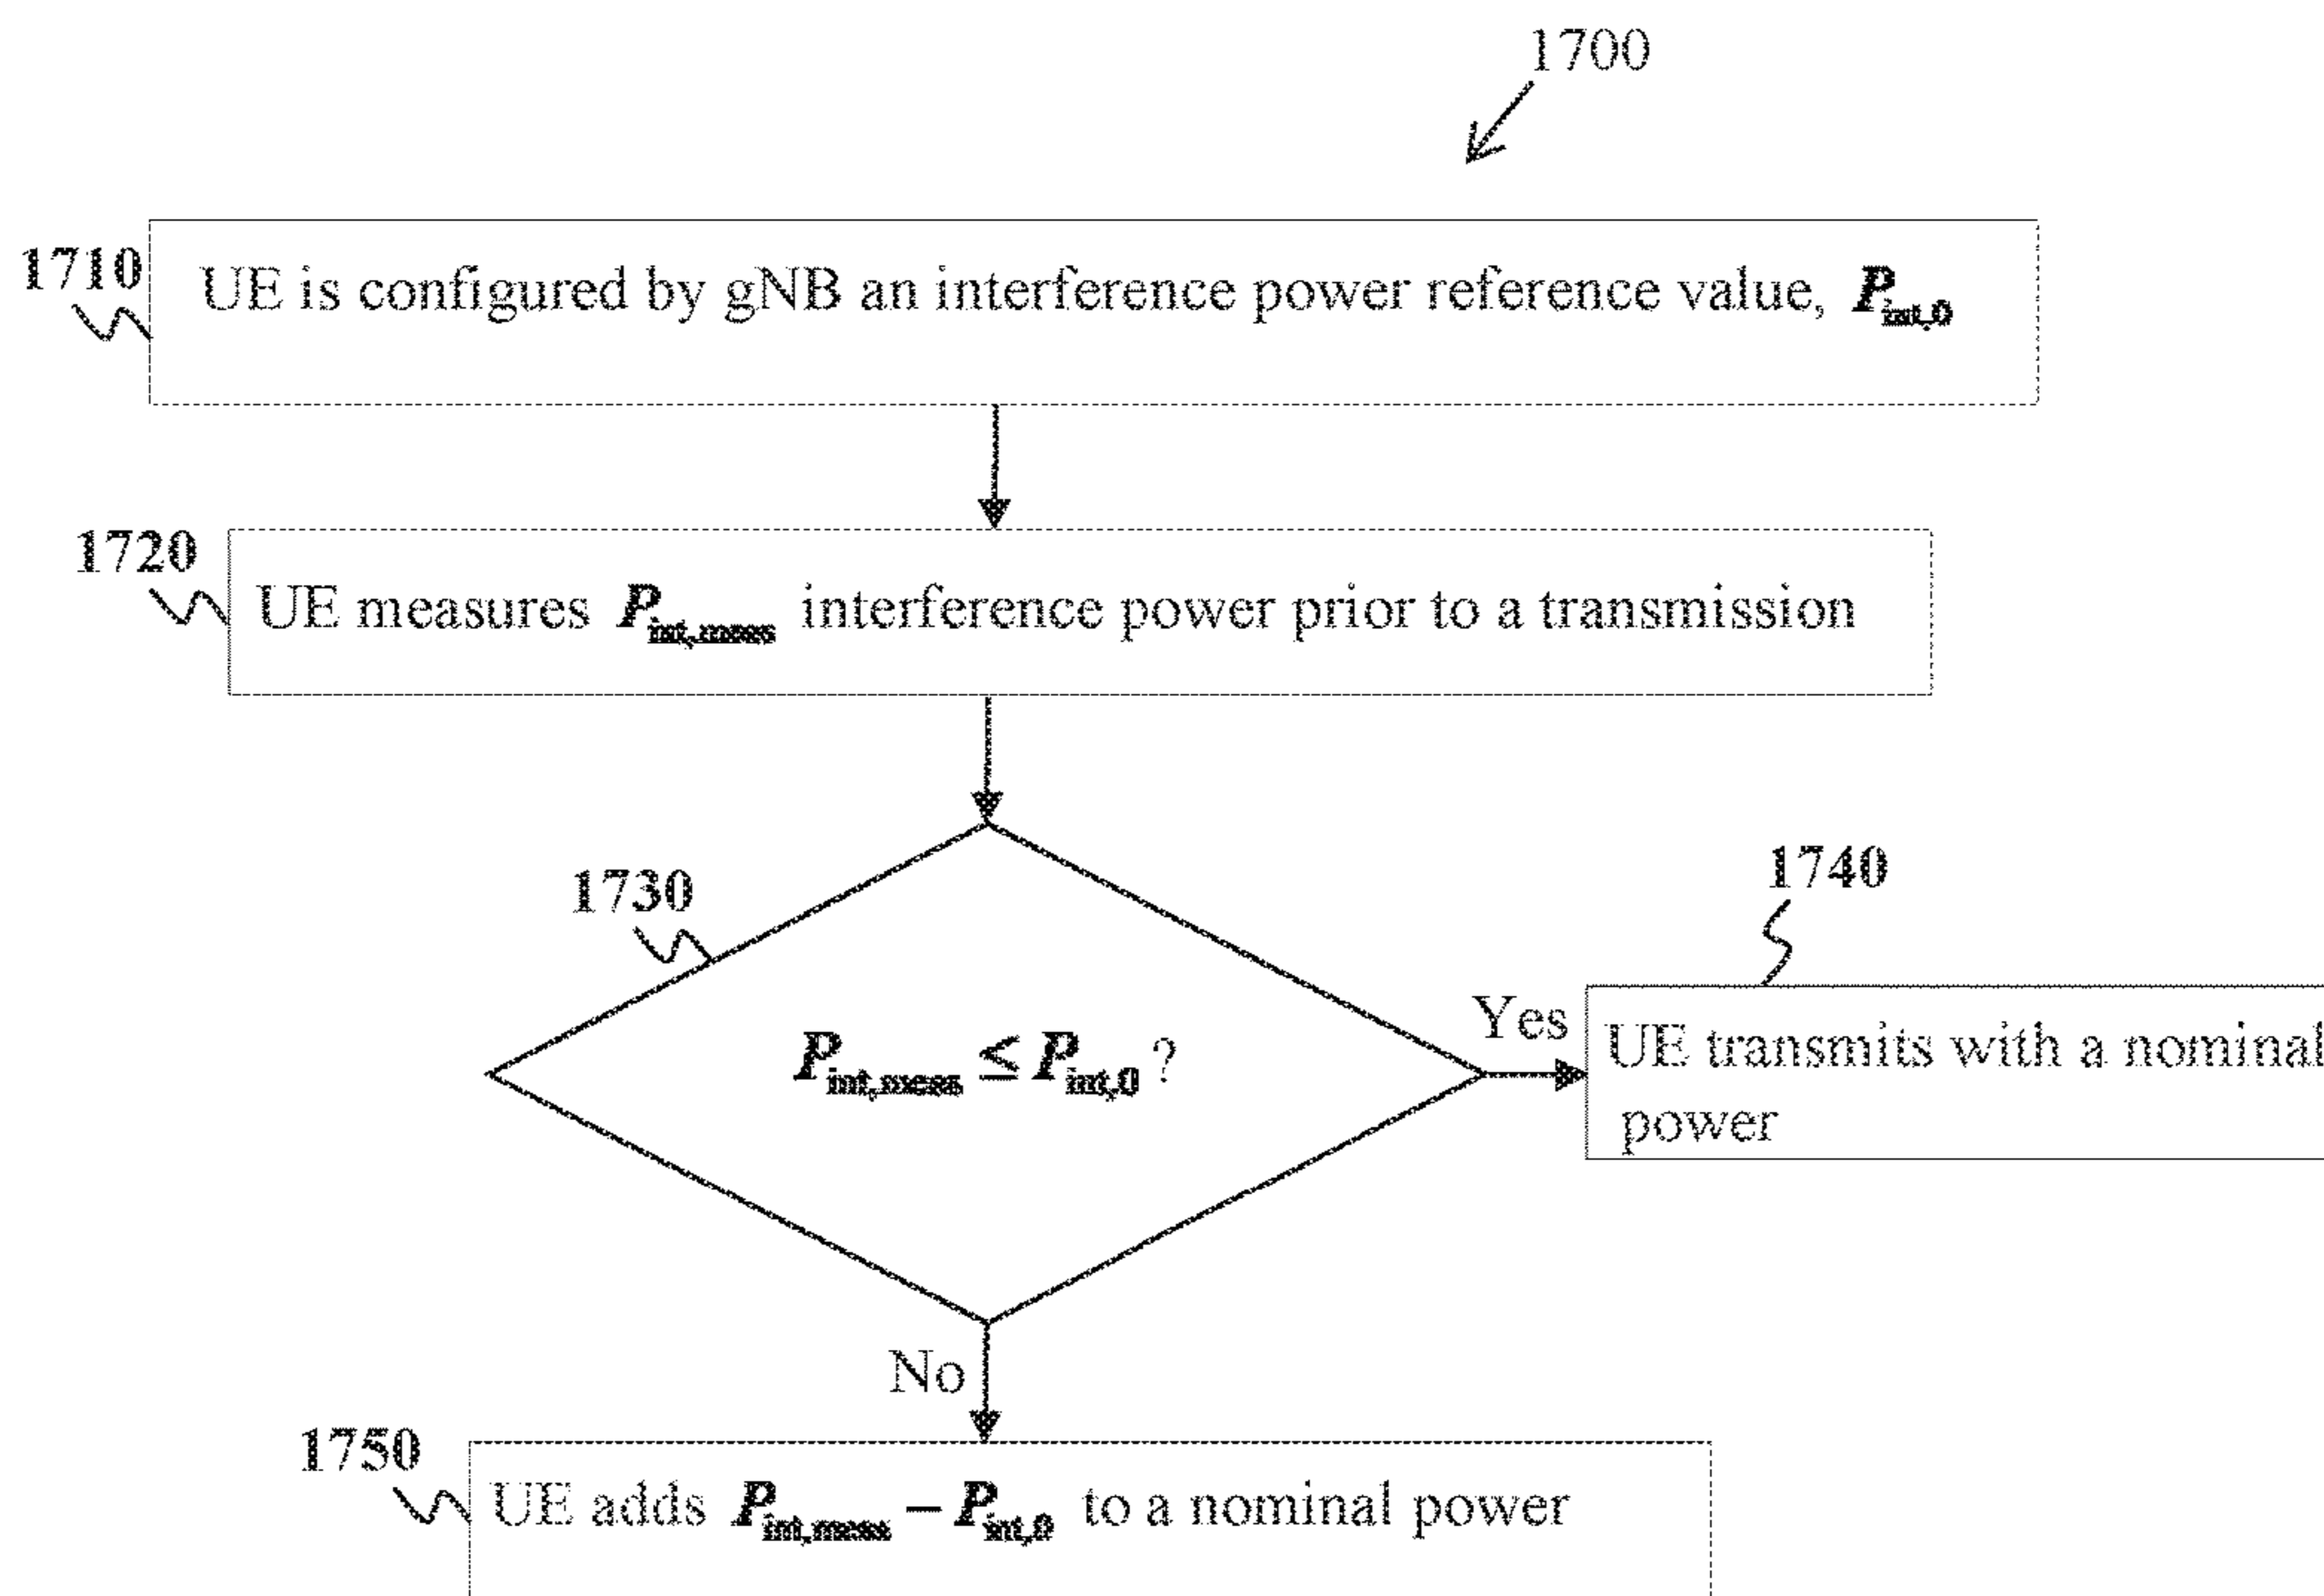 1700
1710
UE is configured by gNB an interference power reference value, P_int,0
1720
UE measures P_int,meas interference power prior to a transmission
1730
P_int,meas ≤ P_int,0 ?
1740
Yes
UE transmits with a nominal
power
No
1750
UE adds P_int,meas − P_int,0 to a nominal power